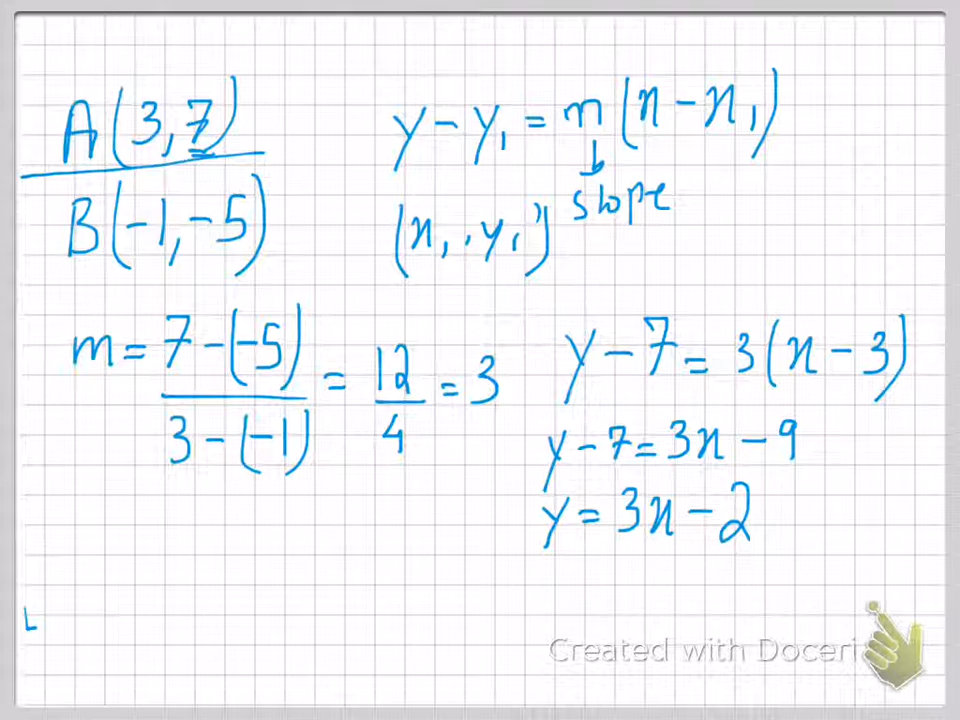 A(3,7)
y - y₁ = m(x - x₁)
slope
B(-1,-5)
(x₁, y₁)
m = 7-(-5) / 3-(-1) = 12/4 = 3
y - 7 = 3(x - 3)
y - 7 = 3x - 9
y = 3x - 2
L
Created with Doceri